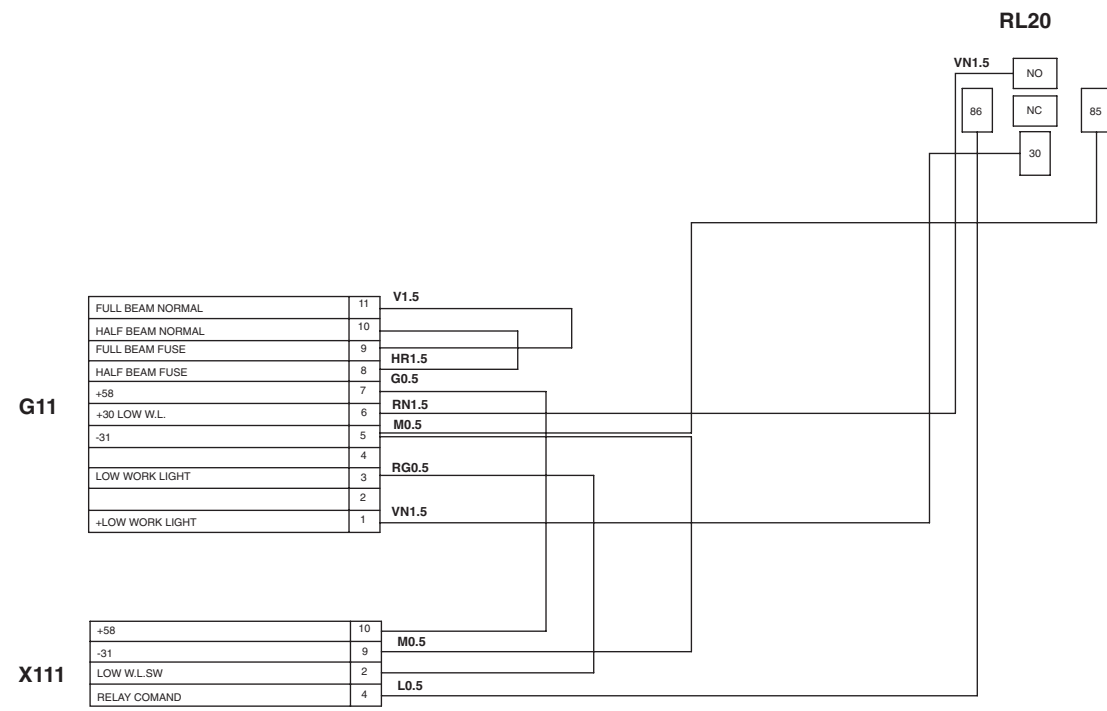 RL20
VN1.5
NO
86
NC
85
30
G11
FULL BEAM NORMAL 11 V1.5
HALF BEAM NORMAL 10
FULL BEAM FUSE 9
HR1.5
HALF BEAM FUSE 8
G0.5
+58 7
RN1.5
+30 LOW W.L. 6
M0.5
-31 5
4
RG0.5
LOW WORK LIGHT 3
2
VN1.5
+LOW WORK LIGHT 1
X111
+58 10
M0.5
-31 9
LOW W.L.SW 2
L0.5
RELAY COMAND 4